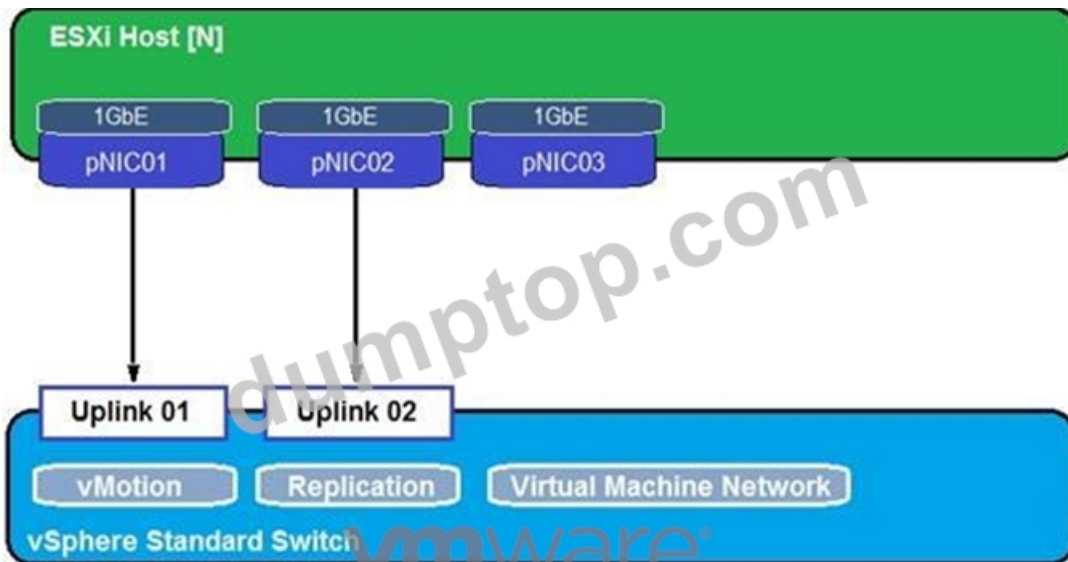 ESXi Host [N]
1GbE
1GbE
1GbE
pNIC01
pNIC02
pNIC03
dumptop.com
Uplink 01
Uplink 02
vMotion
Replication
Virtual Machine Network
vSphere Standard Switch
vmware